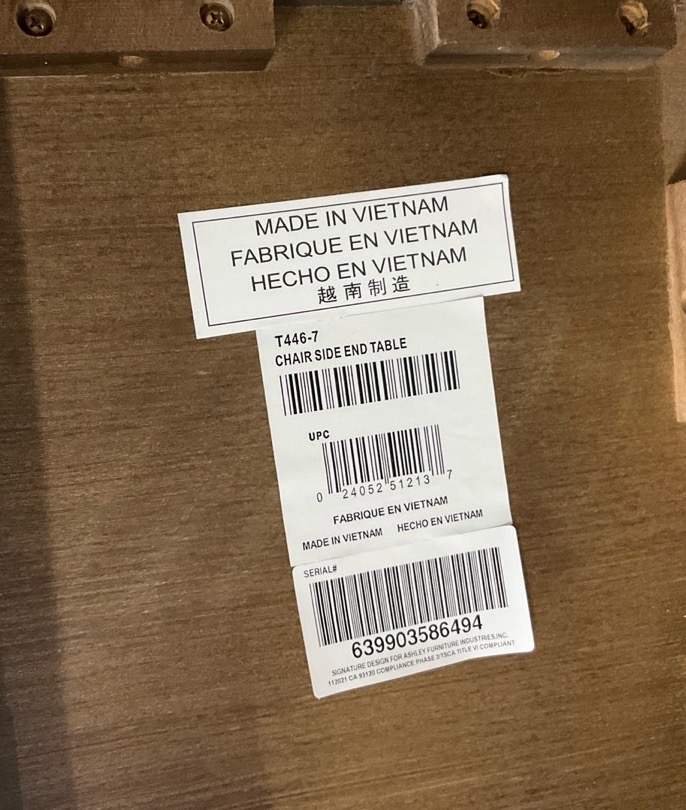 MADE IN VIETNAM
FABRIQUE EN VIETNAM
HECHO EN VIETNAM
越南制造
T446-7
CHAIR SIDE END TABLE
UPC
0 24052 51213 7
FABRIQUE EN VIETNAM
MADE IN VIETNAM HECHO EN VIETNAM
SERIAL#
639903586494
SIGNATURE DESIGN FOR ASHLEY FURNITURE INDUSTRIES,INC.
112021 CA 93120 COMPLIANCE PHASE 2/TSCA TITLE VI COMPLIANT.